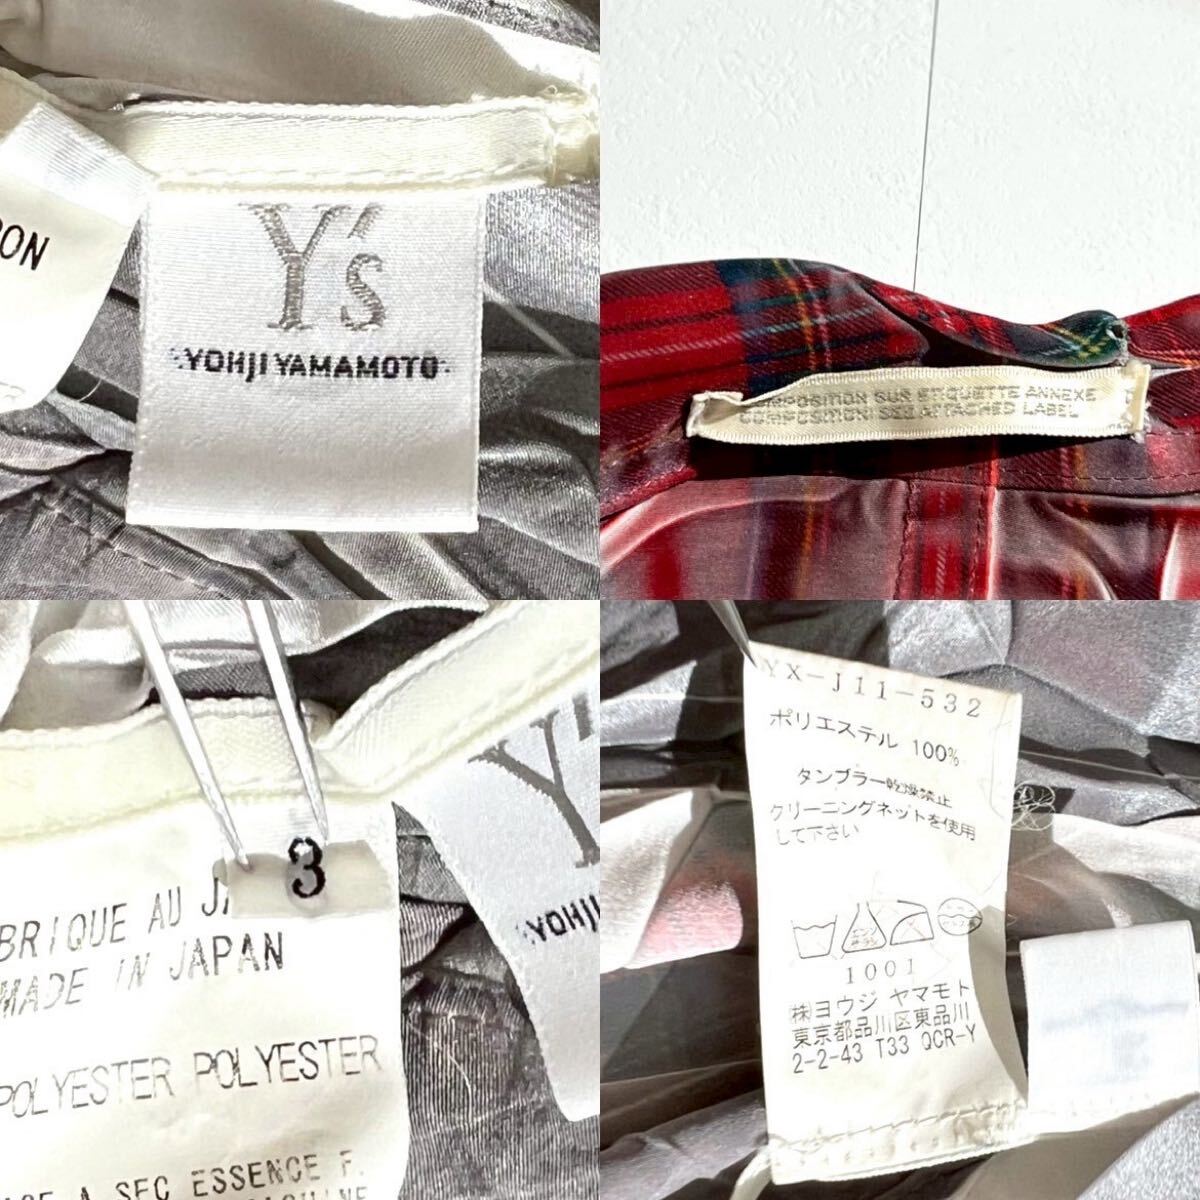 Y's
YOHJI YAMAMOTO
COMPOSITION SUR ETIQUETTE ANNEXE
COMPOSITION: SEE ATTACHED LABEL
3
BRIQUE AU
MADE IN JAPAN
POLYESTER POLYESTER
A SEC ESSENCE F.
YOHJI
YX-J11-532
ポリエステル 100%
タンブラー乾燥禁止
クリーニングネットを使用
して下さい
1001
㈱ヨウジ ヤマモト
東京都品川区東品川
2-2-43 T33 QCR-Y